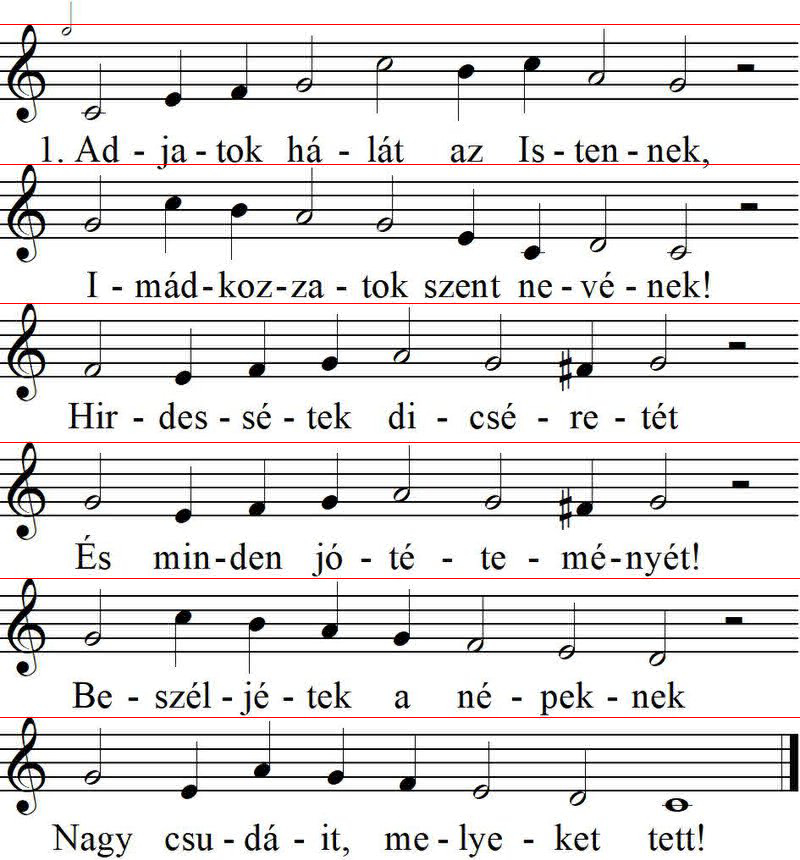 1. Ad - ja - tok há - lát az Is - ten - nek,
I - mád - koz - za - tok szent ne - vé - nek!
Hir - des - sé - tek di - csé - re - tét
És min - den jó - té - te - mé - nyét!
Be - szél - jé - tek a né - pek - nek
Nagy csu - dá - it, me - lye - ket tett!